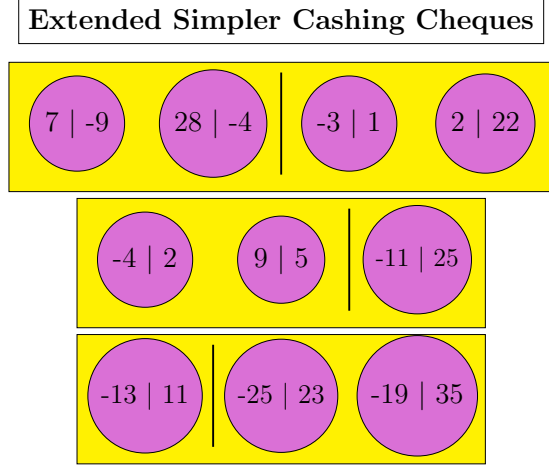 Extended Simpler Cashing Cheques
7 | -9 28 | -4 -3 | 1 2 | 22
-4 | 2 9 | 5 -11 | 25
-13 | 11 -25 | 23 -19 | 35